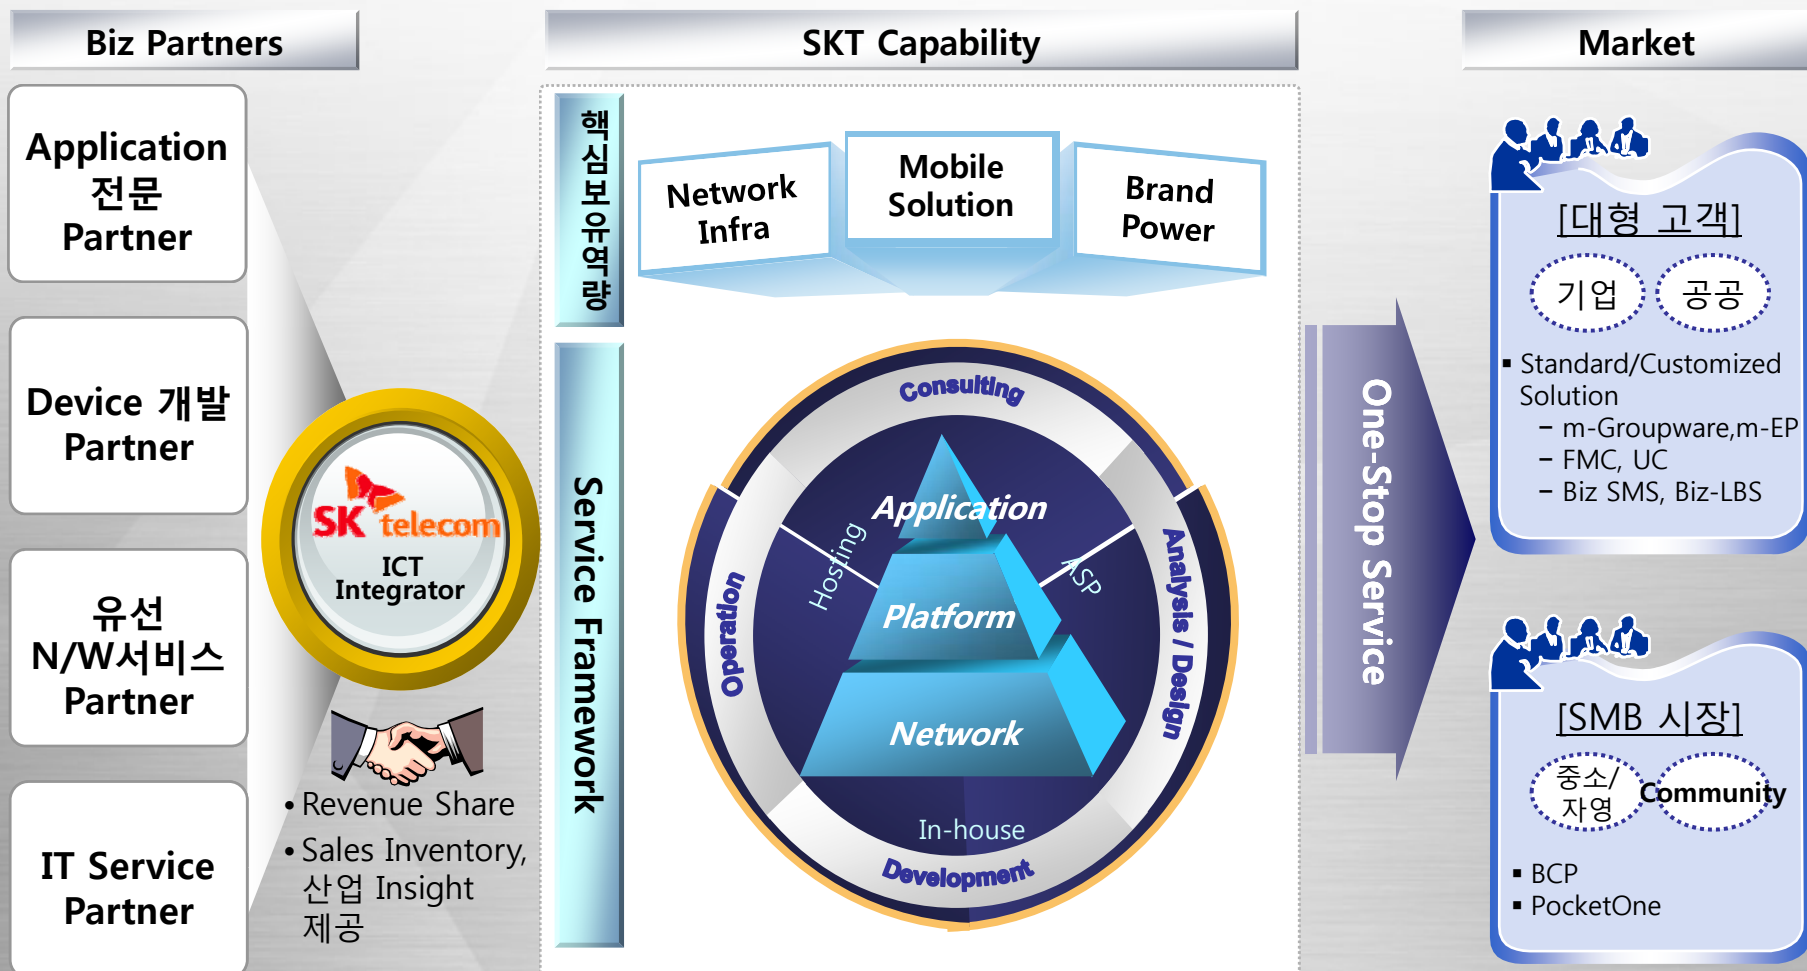 Biz Partners
SKT Capability
Market
Application
전문
Partner
Device 개발
Partner
유선
N/W서비스
Partner
IT Service
Partner
SK telecom
ICT
Integrator
• Revenue Share
• Sales Inventory,
산업 Insight
제공
핵심보유역량
Network
Infra
Mobile
Solution
Brand
Power
Service Framework
Consulting
Analysis / Design
Development
Operation
Application
Platform
Network
Hosting
ASP
In-house
One-Stop Service
[대형 고객]
기업
공공
▪ Standard/Customized
Solution
– m-Groupware,m-EP
– FMC, UC
– Biz SMS, Biz-LBS
[SMB 시장]
중소/
자영
Community
▪ BCP
▪ PocketOne